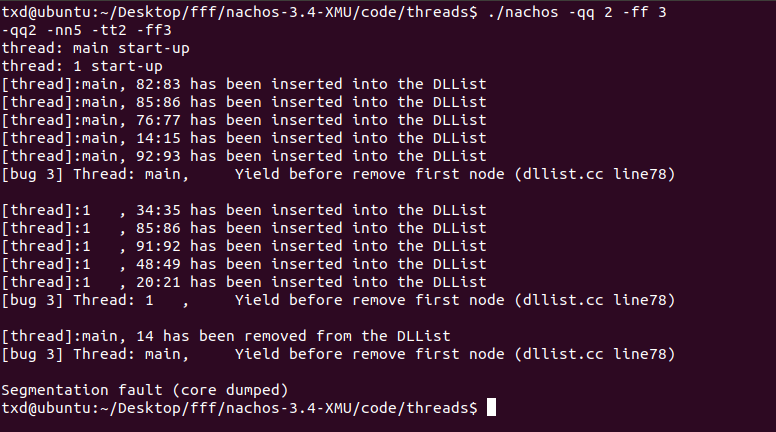 txd@ubuntu:~/Desktop/fff/nachos-3.4-XMU/code/threads$ ./nachos -qq 2 -ff 3
-qq2 -nn5 -tt2 -ff3
thread: main start-up
thread: 1 start-up
[thread]:main, 82:83 has been inserted into the DLList
[thread]:main, 85:86 has been inserted into the DLList
[thread]:main, 76:77 has been inserted into the DLList
[thread]:main, 14:15 has been inserted into the DLList
[thread]:main, 92:93 has been inserted into the DLList
[bug 3] Thread: main,     Yield before remove first node (dllist.cc line78)
[thread]:1   , 34:35 has been inserted into the DLList
[thread]:1   , 85:86 has been inserted into the DLList
[thread]:1   , 91:92 has been inserted into the DLList
[thread]:1   , 48:49 has been inserted into the DLList
[thread]:1   , 20:21 has been inserted into the DLList
[bug 3] Thread: 1   ,     Yield before remove first node (dllist.cc line78)
[thread]:main, 14 has been removed from the DLList
[bug 3] Thread: main,     Yield before remove first node (dllist.cc line78)
Segmentation fault (core dumped)
txd@ubuntu:~/Desktop/fff/nachos-3.4-XMU/code/threads$